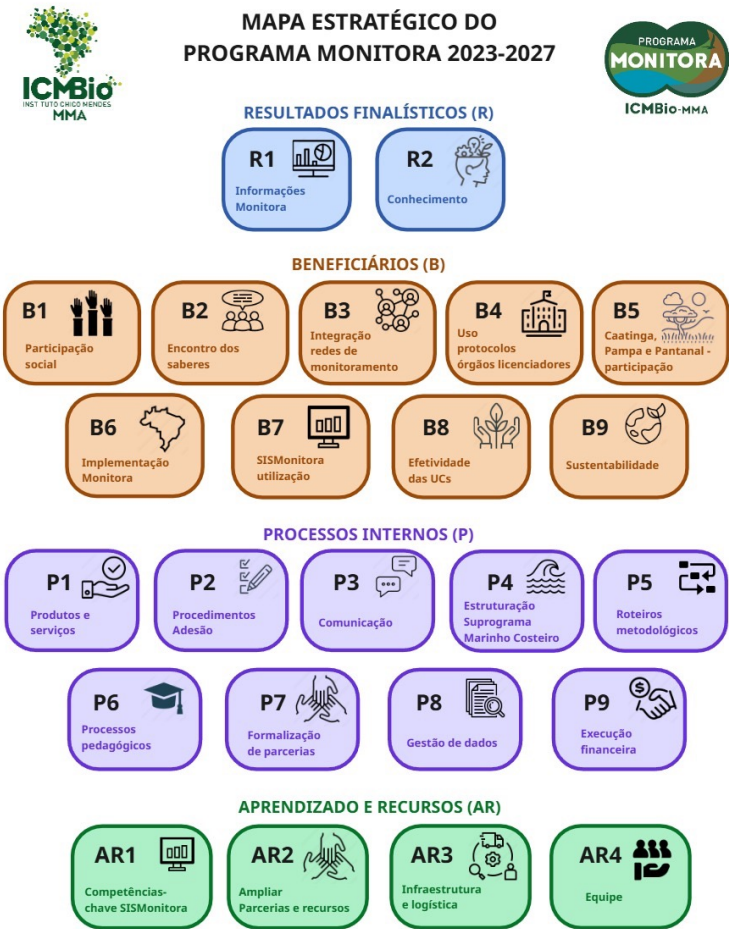 MAPA ESTRATÉGICO DO
PROGRAMA MONITORA 2023-2027
ICMBio
INST TUTO CHICO MENDES
MMA
PROGRAMA
MONITORA
ICMBio-MMA
RESULTADOS FINALÍSTICOS (R)
R1
Informações
Monitora
R2
Conhecimento
BENEFICIÁRIOS (B)
B1
Participação
social
B2
Encontro dos
saberes
B3
Integração
redes de
monitoramento
B4
Uso
protocolos
órgãos licenciadores
B5
Caatinga,
Pampa e Pantanal -
participação
B6
Implementação
Monitora
B7
SISMonitora
utilização
B8
Efetividade
das UCs
B9
Sustentabilidade
PROCESSOS INTERNOS (P)
P1
Produtos e
serviços
P2
Procedimentos
Adesão
P3
Comunicação
P4
Estruturação
Suprograma
Marinho Costeiro
P5
Roteiros
metodológicos
P6
Processos
pedagógicos
P7
Formalização
de parcerias
P8
Gestão de dados
P9
Execução
financeira
APRENDIZADO E RECURSOS (AR)
AR1
Competências-
chave SISMonitora
AR2
Ampliar
Parcerias e recursos
AR3
Infraestrutura
e logística
AR4
Equipe